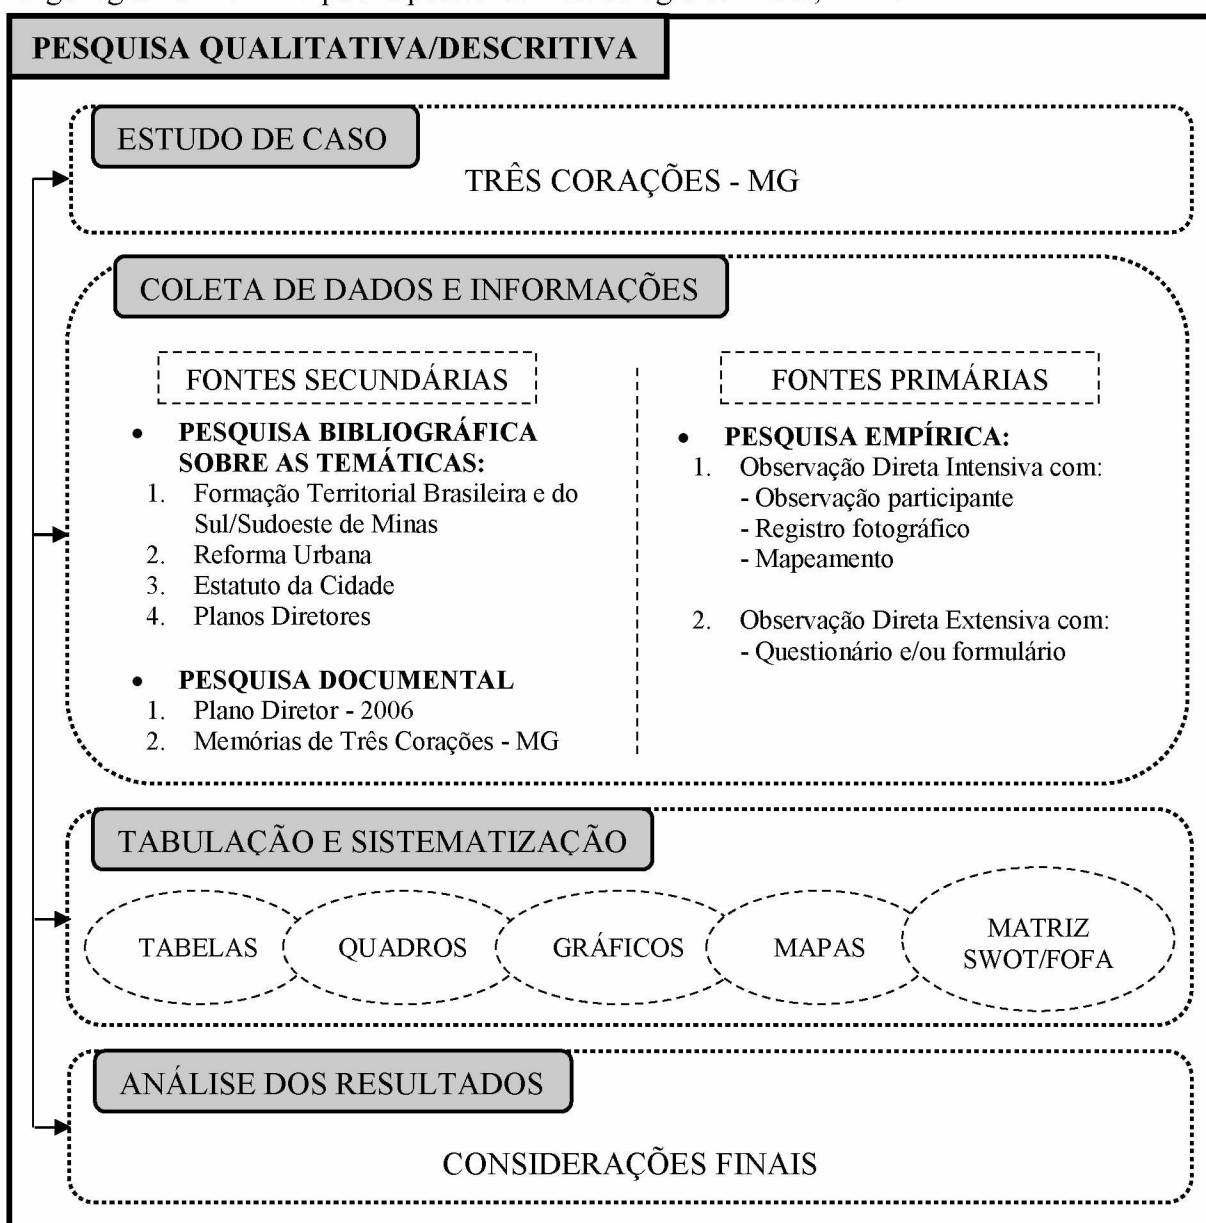 PESQUISA QUALITATIVA/DESCRITIVA
ESTUDO DE CASO
TRÊS CORAÇÕES - MG
COLETA DE DADOS E INFORMAÇÕES
FONTES SECUNDÁRIAS
• PESQUISA BIBLIOGRÁFICA
SOBRE AS TEMÁTICAS:
1. Formação Territorial Brasileira e do
Sul/Sudoeste de Minas
2. Reforma Urbana
3. Estatuto da Cidade
4. Planos Diretores
• PESQUISA DOCUMENTAL
1. Plano Diretor - 2006
2. Memórias de Três Corações - MG
FONTES PRIMÁRIAS
• PESQUISA EMPÍRICA:
1. Observação Direta Intensiva com:
- Observação participante
- Registro fotográfico
- Mapeamento
2. Observação Direta Extensiva com:
- Questionário e/ou formulário
TABULAÇÃO E SISTEMATIZAÇÃO
TABELAS
QUADROS
GRÁFICOS
MAPAS
MATRIZ
SWOT/FOFA
ANÁLISE DOS RESULTADOS
CONSIDERAÇÕES FINAIS